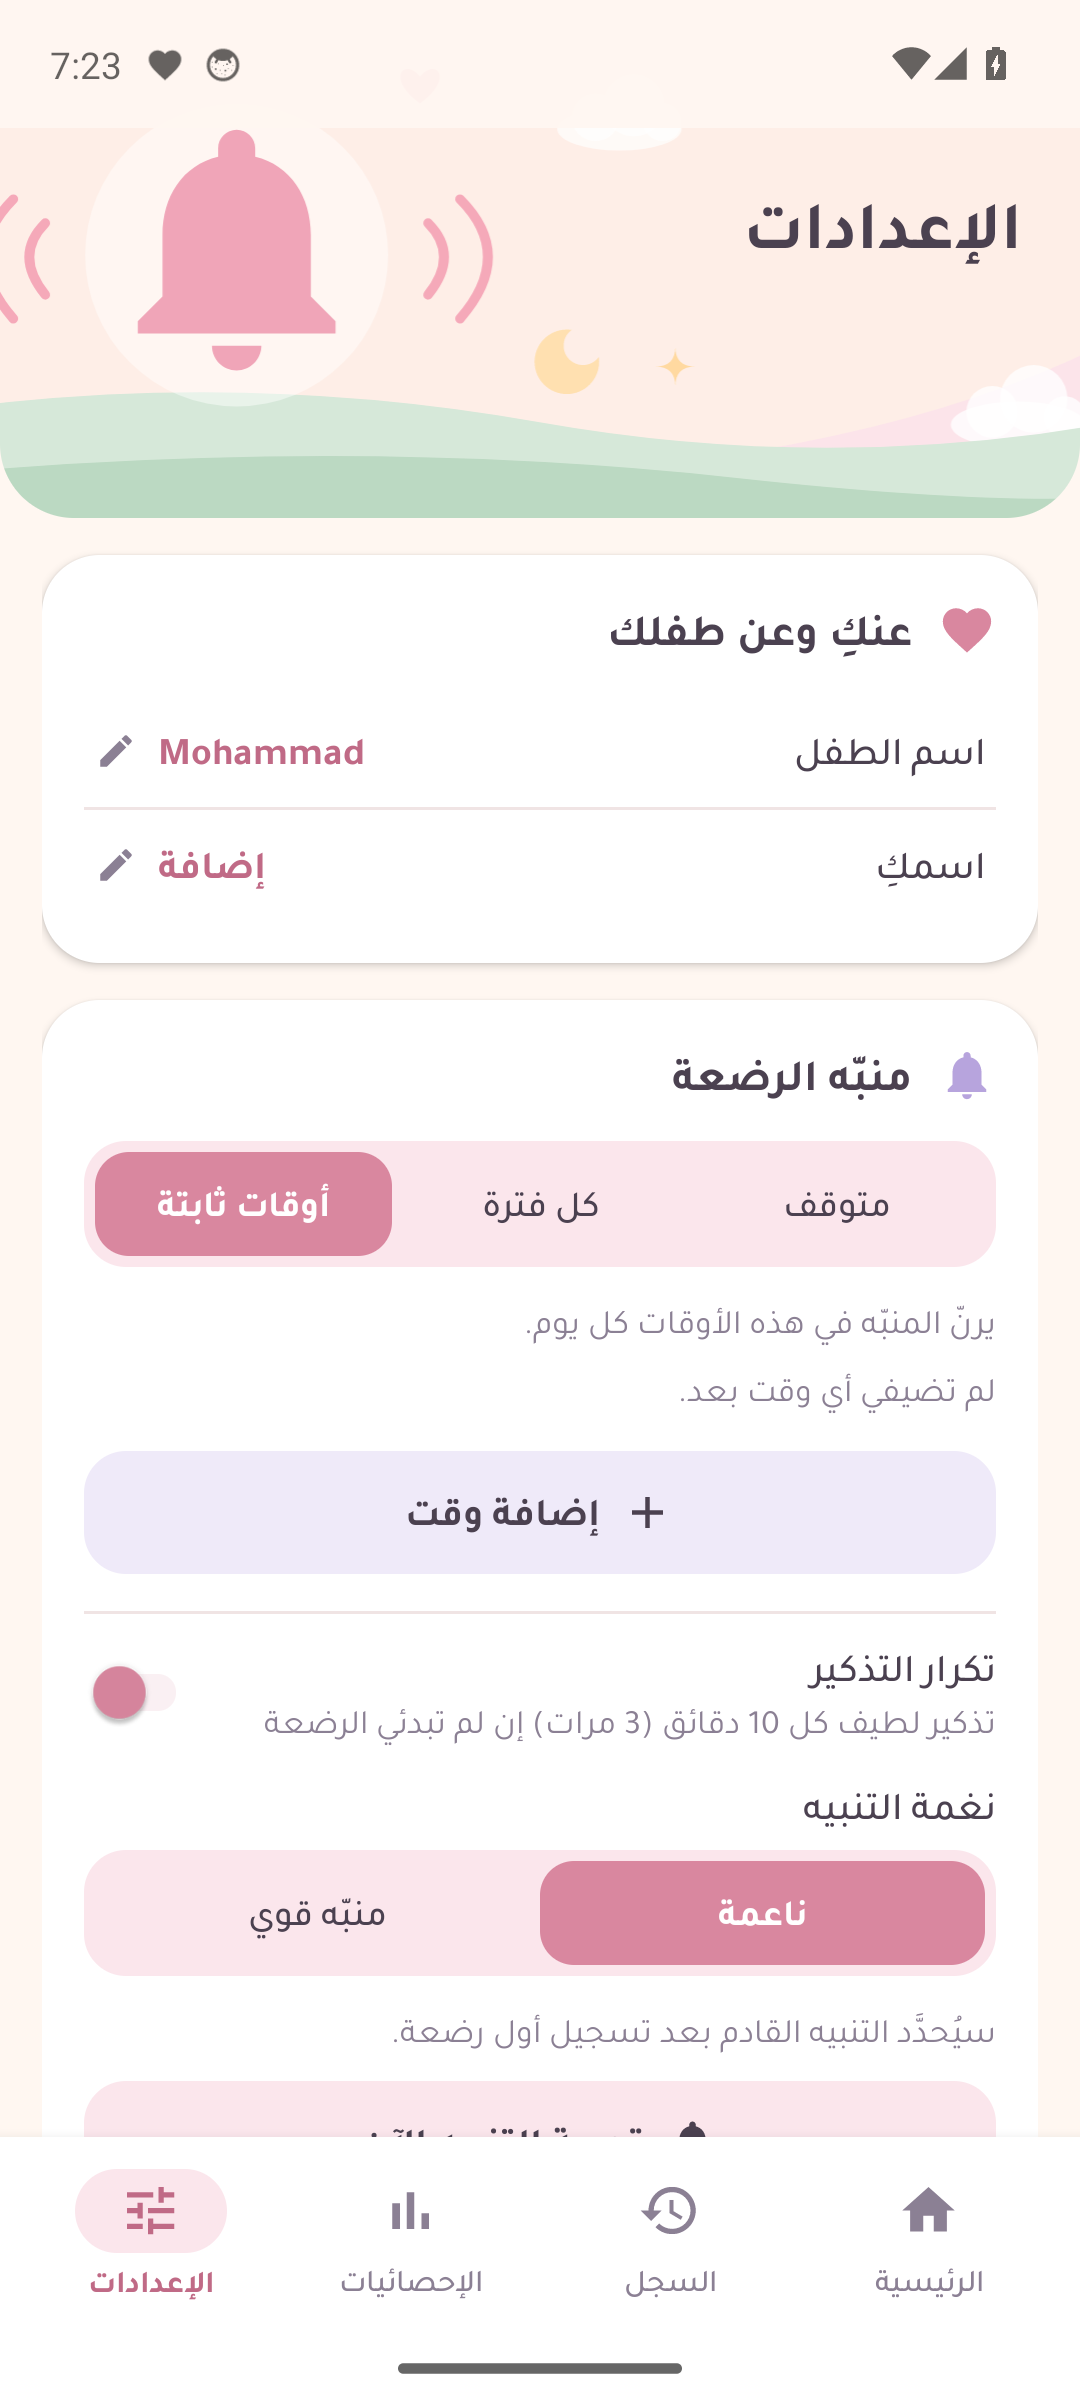 7:23
الإعدادات
عنكِ وعن طفلك
اسم الطفل Mohammad
اسمكِ إضافة
منبّه الرضعة
متوقف كل فترة أوقات ثابتة
يرنّ المنبّه في هذه الأوقات كل يوم.
لم تضيفي أي وقت بعد.
+ إضافة وقت
تكرار التذكير
تذكير لطيف كل 10 دقائق (3 مرات) إن لم تبدئي الرضعة
نغمة التنبيه
ناعمة منبّه قوي
سيُحدَّد التنبيه القادم بعد تسجيل أول رضعة.
الرئيسية السجل الإحصائيات الإعدادات